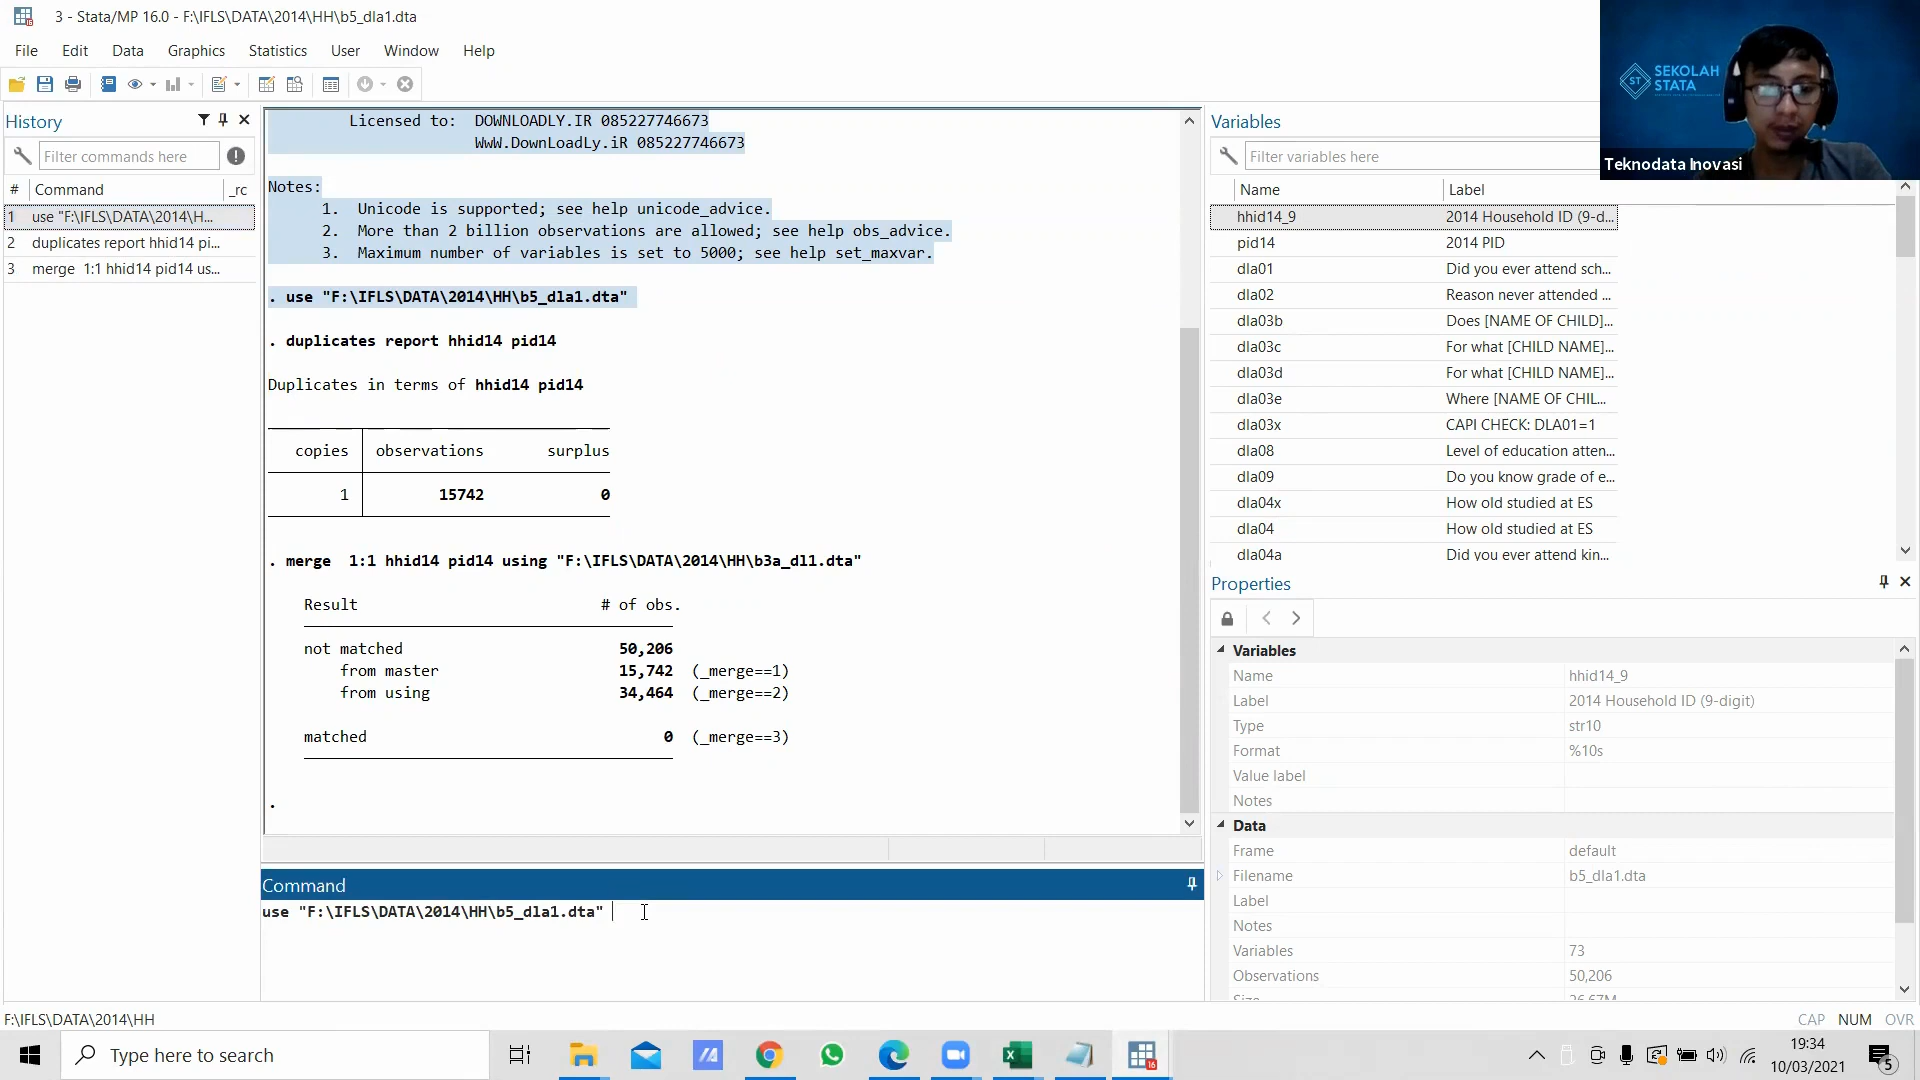 3 - Stata/MP 16.0 - F:\IFLS\DATA\2014\HH\b5_dla1.dta
File Edit Data Graphics Statistics User Window Help
SEKOLAH
STATA
ST
Teknodata Inovasi
History
Filter commands here
# Command _rc
1 use "F:\IFLS\DATA\2014\H...
2 duplicates report hhid14 pi...
3 merge 1:1 hhid14 pid14 us...
Licensed to: DOWNLOADLY.IR 085227746673
WwW.DownLoadLy.iR 085227746673
Notes:
1. Unicode is supported; see help unicode_advice.
2. More than 2 billion observations are allowed; see help obs_advice.
3. Maximum number of variables is set to 5000; see help set_maxvar.
. use "F:\IFLS\DATA\2014\HH\b5_dla1.dta"
. duplicates report hhid14 pid14
Duplicates in terms of hhid14 pid14
copies observations surplus
1 15742 0
. merge 1:1 hhid14 pid14 using "F:\IFLS\DATA\2014\HH\b3a_dl1.dta"
Result # of obs.
not matched 50,206
from master 15,742 (_merge==1)
from using 34,464 (_merge==2)
matched 0 (_merge==3)
.
Command
use "F:\IFLS\DATA\2014\HH\b5_dla1.dta"
Variables
Filter variables here
Name Label
hhid14_9 2014 Household ID (9-d...
pid14 2014 PID
dla01 Did you ever attend sch...
dla02 Reason never attended ...
dla03b Does [NAME OF CHILD]...
dla03c For what [CHILD NAME]...
dla03d For what [CHILD NAME]...
dla03e Where [NAME OF CHIL...
dla03x CAPI CHECK: DLA01=1
dla08 Level of education atten...
dla09 Do you know grade of e...
dla04x How old studied at ES
dla04 How old studied at ES
dla04a Did you ever attend kin...
Properties
Variables
Name hhid14_9
Label 2014 Household ID (9-digit)
Type str10
Format %10s
Value label
Notes
Data
Frame default
Filename b5_dla1.dta
Label
Notes
Variables 73
Observations 50,206
F:\IFLS\DATA\2014\HH
CAP NUM OVR
Type here to search
16
19:34
10/03/2021
5